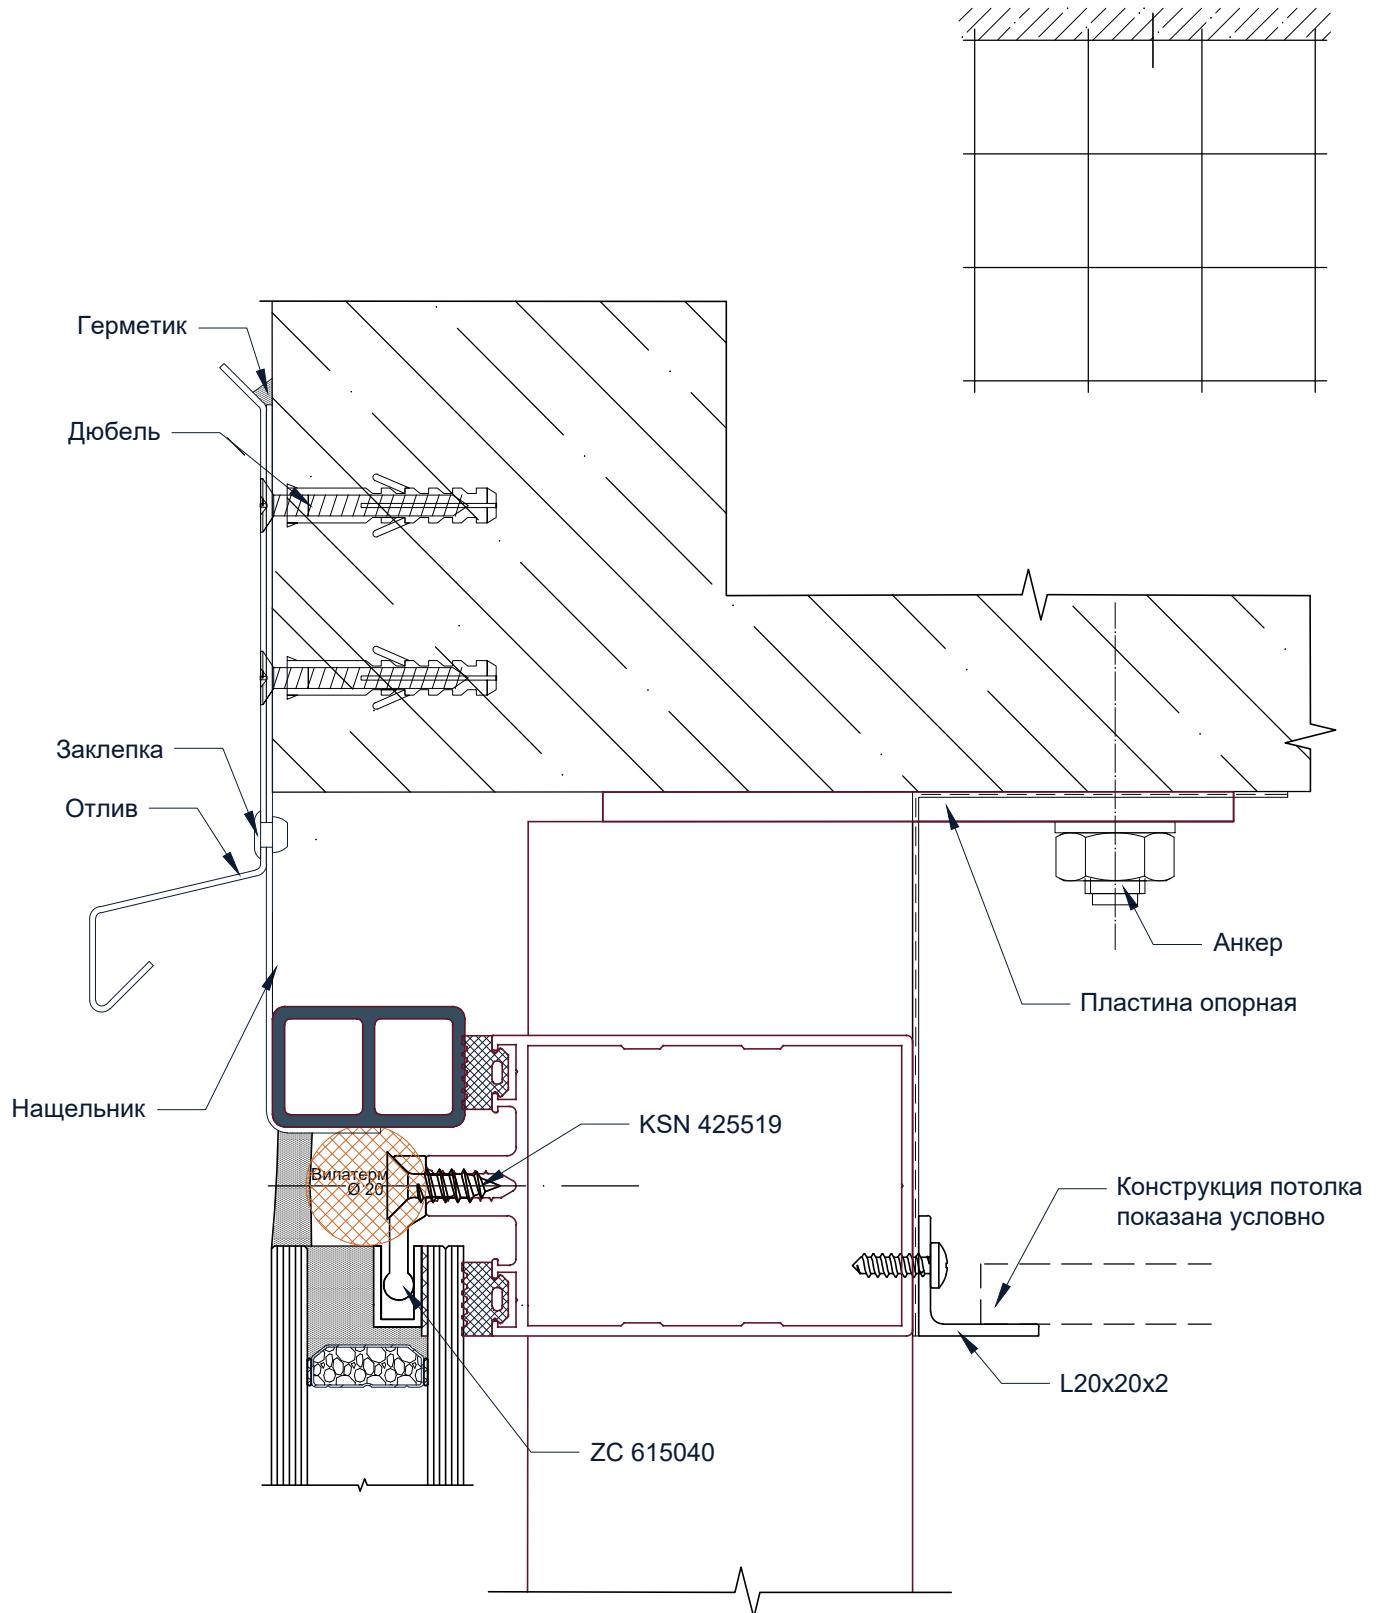 Герметик
Дюбель
Заклепка
Отлив
Анкер
Пластина опорная
Нащельник
KSN 425519
Вилатерм
Ø 20
Конструкция потолка
показана условно
L20x20x2
ZC 615040